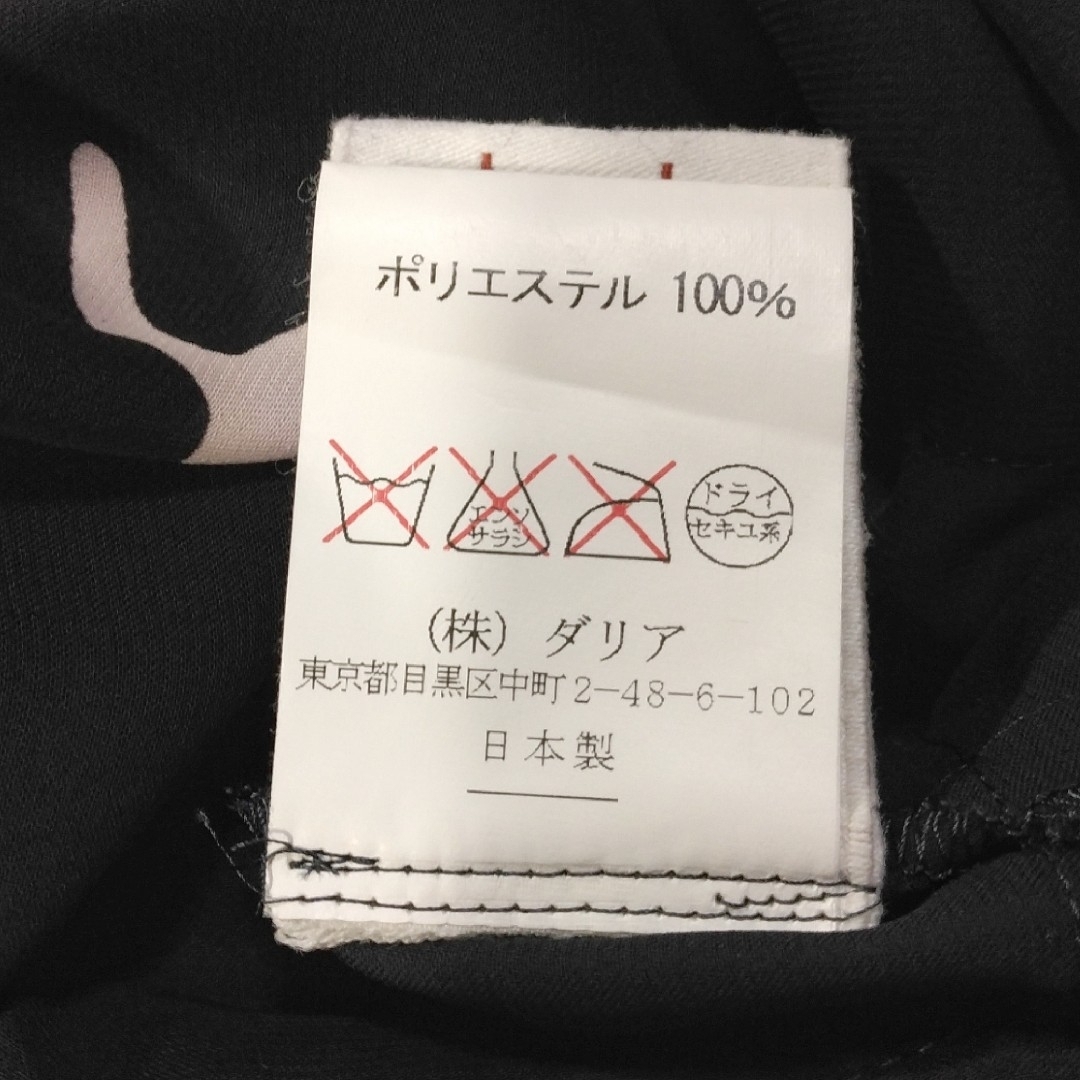 ポリエステル 100%
エンソ
サラシ
ドライ
セキユ系
(株) ダリア
東京都目黒区中町2-48-6-102
日本製